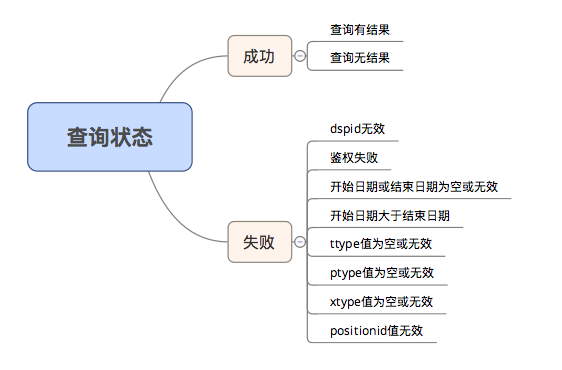 查询状态
成功
查询有结果
查询无结果
失败
dspid无效
鉴权失败
开始日期或结束日期为空或无效
开始日期大于结束日期
ttype值为空或无效
ptype值为空或无效
xtype值为空或无效
positionid值无效